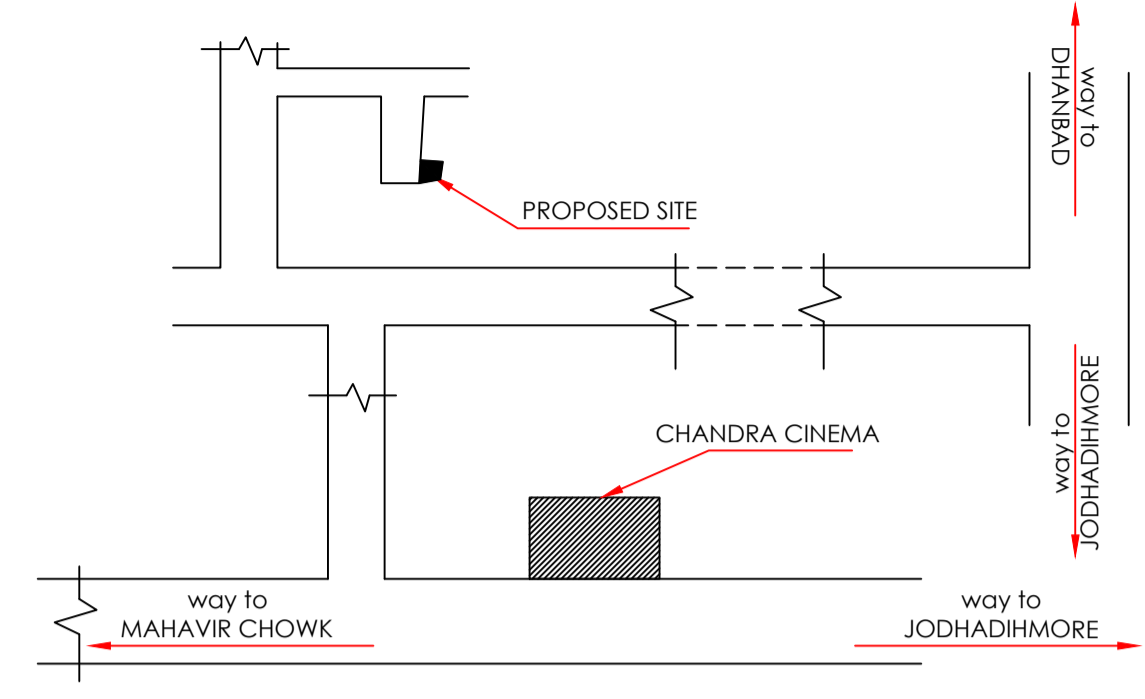 way to
DHANBAD
PROPOSED SITE
way to
JODHADIHMORE
CHANDRA CINEMA
way to
MAHAVIR CHOWK
way to
JODHADIHMORE